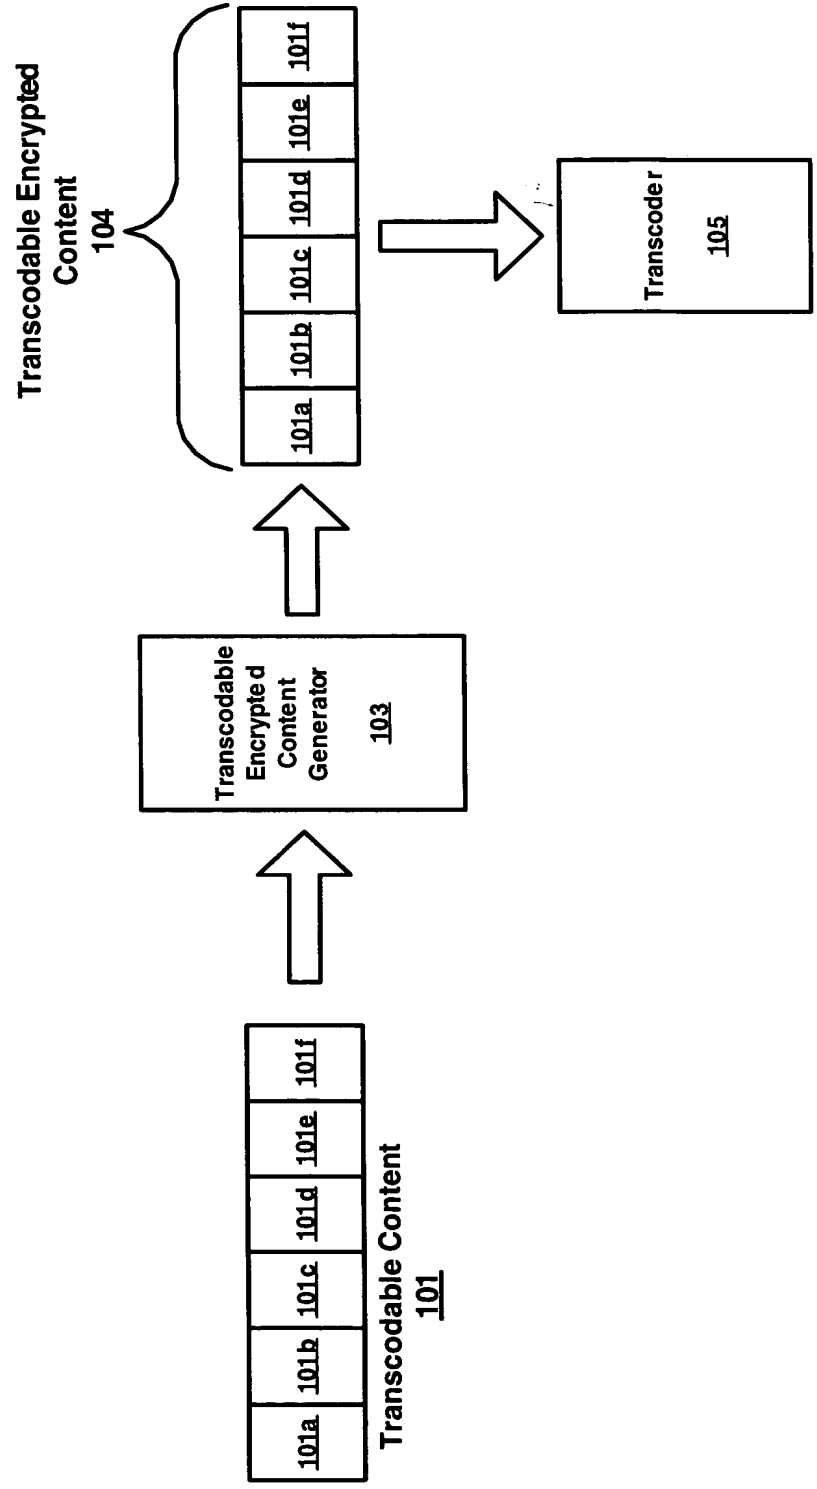 Transcodable Encrypted
Content
104
101a 101b 101c 101d 101e 101f
Transcodable
Encrypted
Content
Generator
103
101a 101b 101c 101d 101e 101f
Transcodable Content
101
Transcoder
105